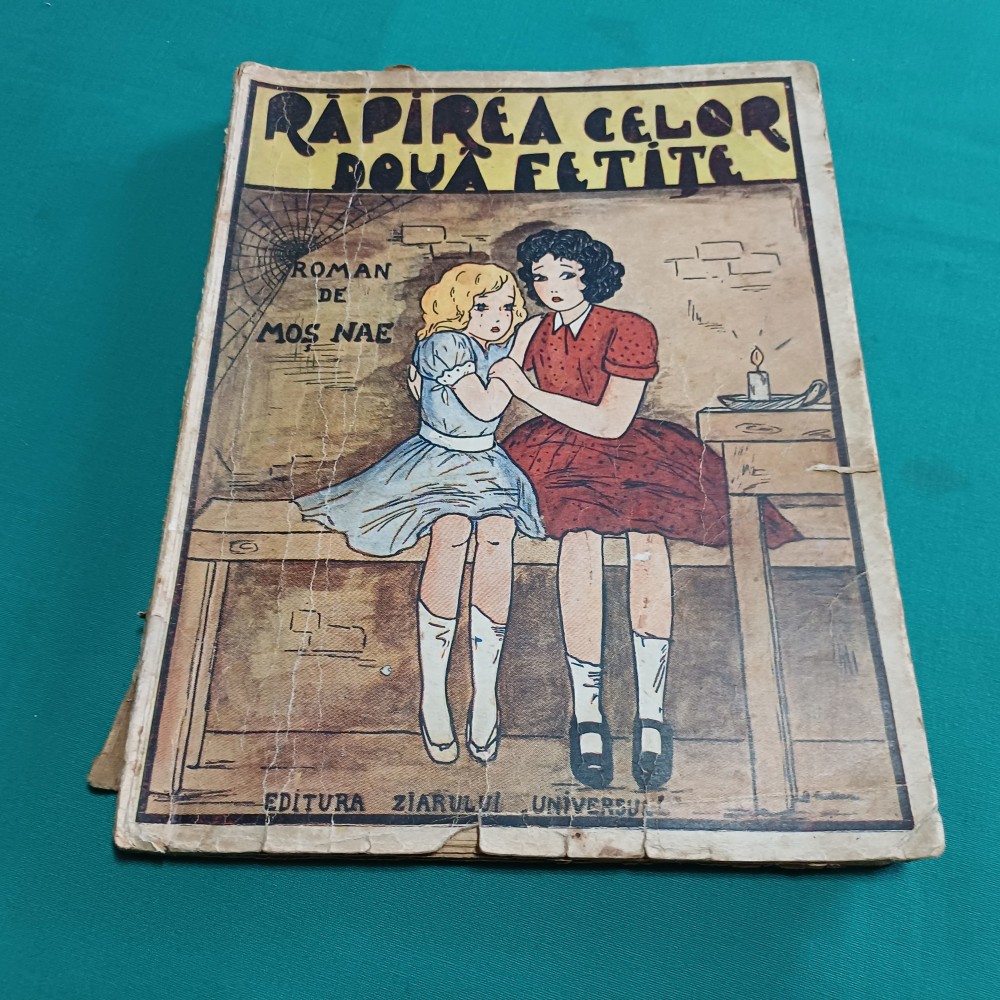 RĂPIREA CELOR
DOUĂ FETIȚE
ROMAN
DE
MOȘ NAE
EDITURA ZIARULUI „UNIVERSUL"